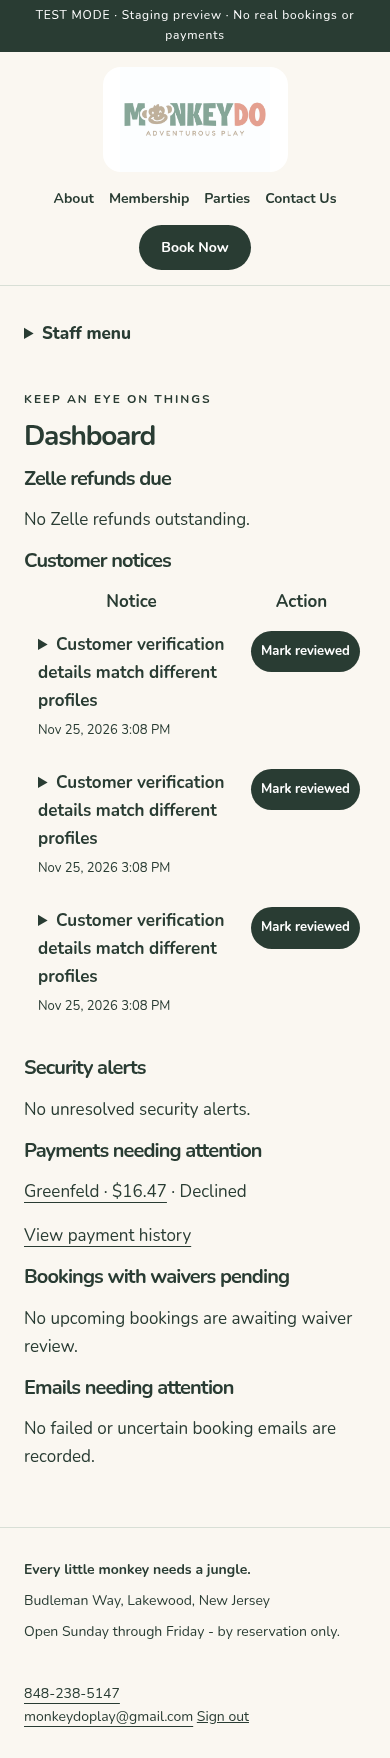 TEST MODE · Staging preview · No real bookings or
payments
MONKEYDO
ADVENTUROUS PLAY
About Membership Parties Contact Us
Book Now
▶ Staff menu
KEEP AN EYE ON THINGS
Dashboard
Zelle refunds due
No Zelle refunds outstanding.
Customer notices
Notice Action
▶ Customer verification
details match different
profiles
Nov 25, 2026 3:08 PM
Mark reviewed
▶ Customer verification
details match different
profiles
Nov 25, 2026 3:08 PM
Mark reviewed
▶ Customer verification
details match different
profiles
Nov 25, 2026 3:08 PM
Mark reviewed
Security alerts
No unresolved security alerts.
Payments needing attention
Greenfeld · $16.47 · Declined
View payment history
Bookings with waivers pending
No upcoming bookings are awaiting waiver
review.
Emails needing attention
No failed or uncertain booking emails are
recorded.
Every little monkey needs a jungle.
Budleman Way, Lakewood, New Jersey
Open Sunday through Friday - by reservation only.
848-238-5147
monkeydoplay@gmail.com Sign out